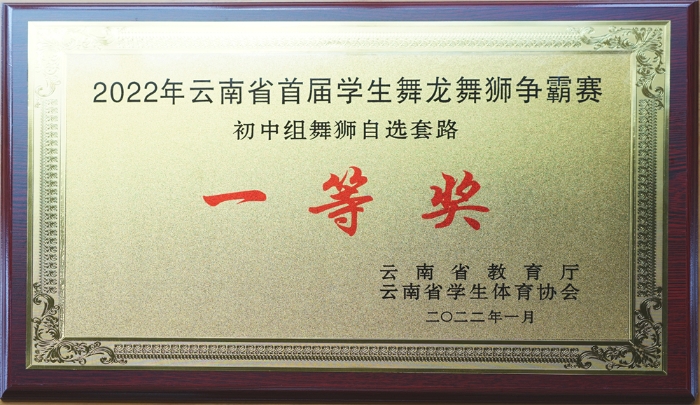 2022年云南省首届学生舞龙舞狮争霸赛
初中组舞狮自选套路
一等奖
云南省教育厅
云南省学生体育协会
二〇二二年一月